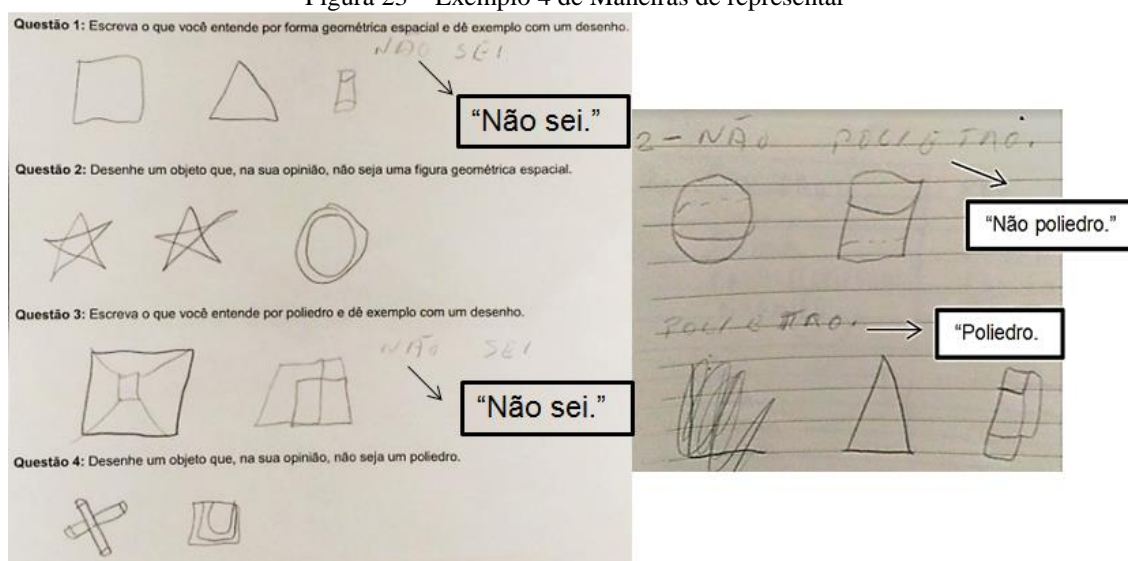 Figura 23 – Exemplo 4 de Maneiras de representar
Questão 1: Escreva o que você entende por forma geométrica espacial e dê exemplo com um desenho.
NÃO SEI
"Não sei."
Questão 2: Desenhe um objeto que, na sua opinião, não seja uma figura geométrica espacial.
Questão 3: Escreva o que você entende por poliedro e dê exemplo com um desenho.
NÃO SEI
"Não sei."
Questão 4: Desenhe um objeto que, na sua opinião, não seja um poliedro.
2 - NÃO POLIETRO.
"Não poliedro."
POLIETRO.
"Poliedro.